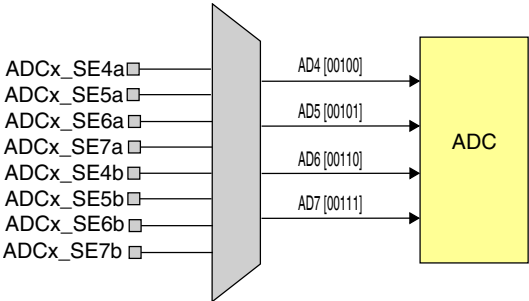 ADCx_SE4a
ADCx_SE5a
ADCx_SE6a
ADCx_SE7a
ADCx_SE4b
ADCx_SE5b
ADCx_SE6b
ADCx_SE7b
AD4 [00100]
AD5 [00101]
AD6 [00110]
AD7 [00111]
ADC